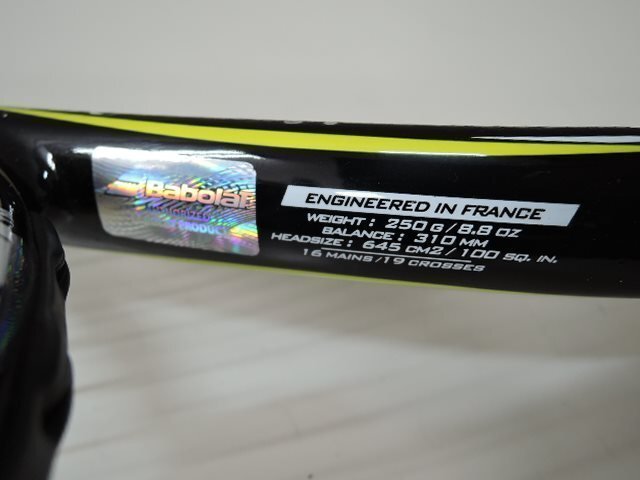 Babolat
PRODUCT
ENGINEERED IN FRANCE
WEIGHT : 250 G / 8.8 OZ
BALANCE : 310 MM
HEADSIZE : 645 CM2 / 100 SQ. IN.
16 MAINS / 19 CROSSES